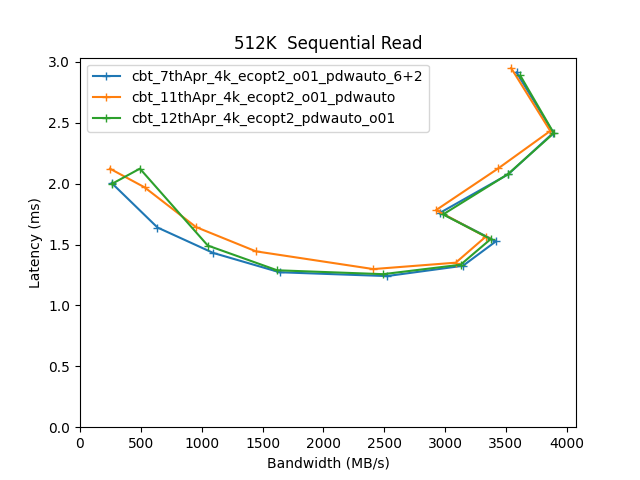 512K  Sequential Read
cbt_7thApr_4k_ecopt2_o01_pdwauto_6+2
cbt_11thApr_4k_ecopt2_o01_pdwauto
cbt_12thApr_4k_ecopt2_pdwauto_o01
3.0
2.5
2.0
1.5
1.0
0.5
0.0
Latency (ms)
0 500 1000 1500 2000 2500 3000 3500 4000
Bandwidth (MB/s)